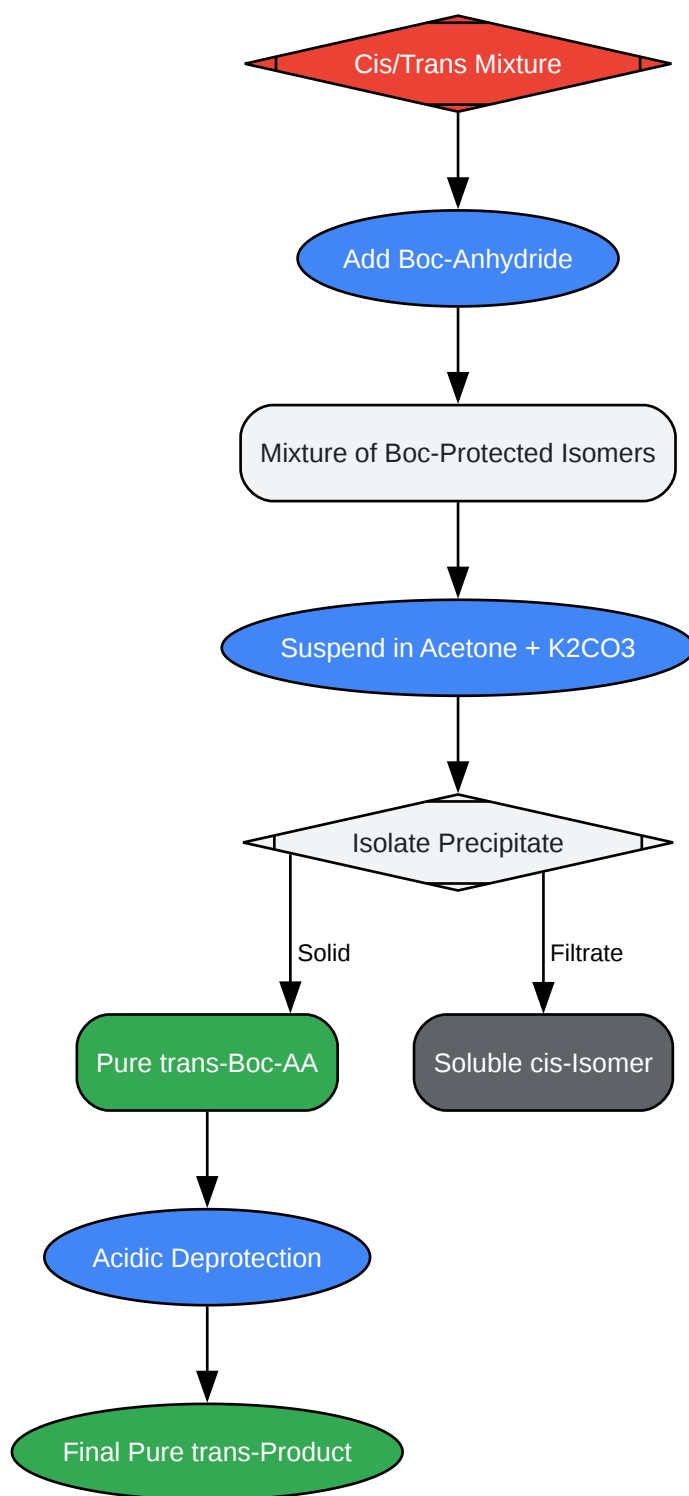 Cis/Trans Mixture
Add Boc-Anhydride
Mixture of Boc-Protected Isomers
Suspend in Acetone + K2CO3
Isolate Precipitate
Solid
Filtrate
Pure trans-Boc-AA
Soluble cis-Isomer
Acidic Deprotection
Final Pure trans-Product